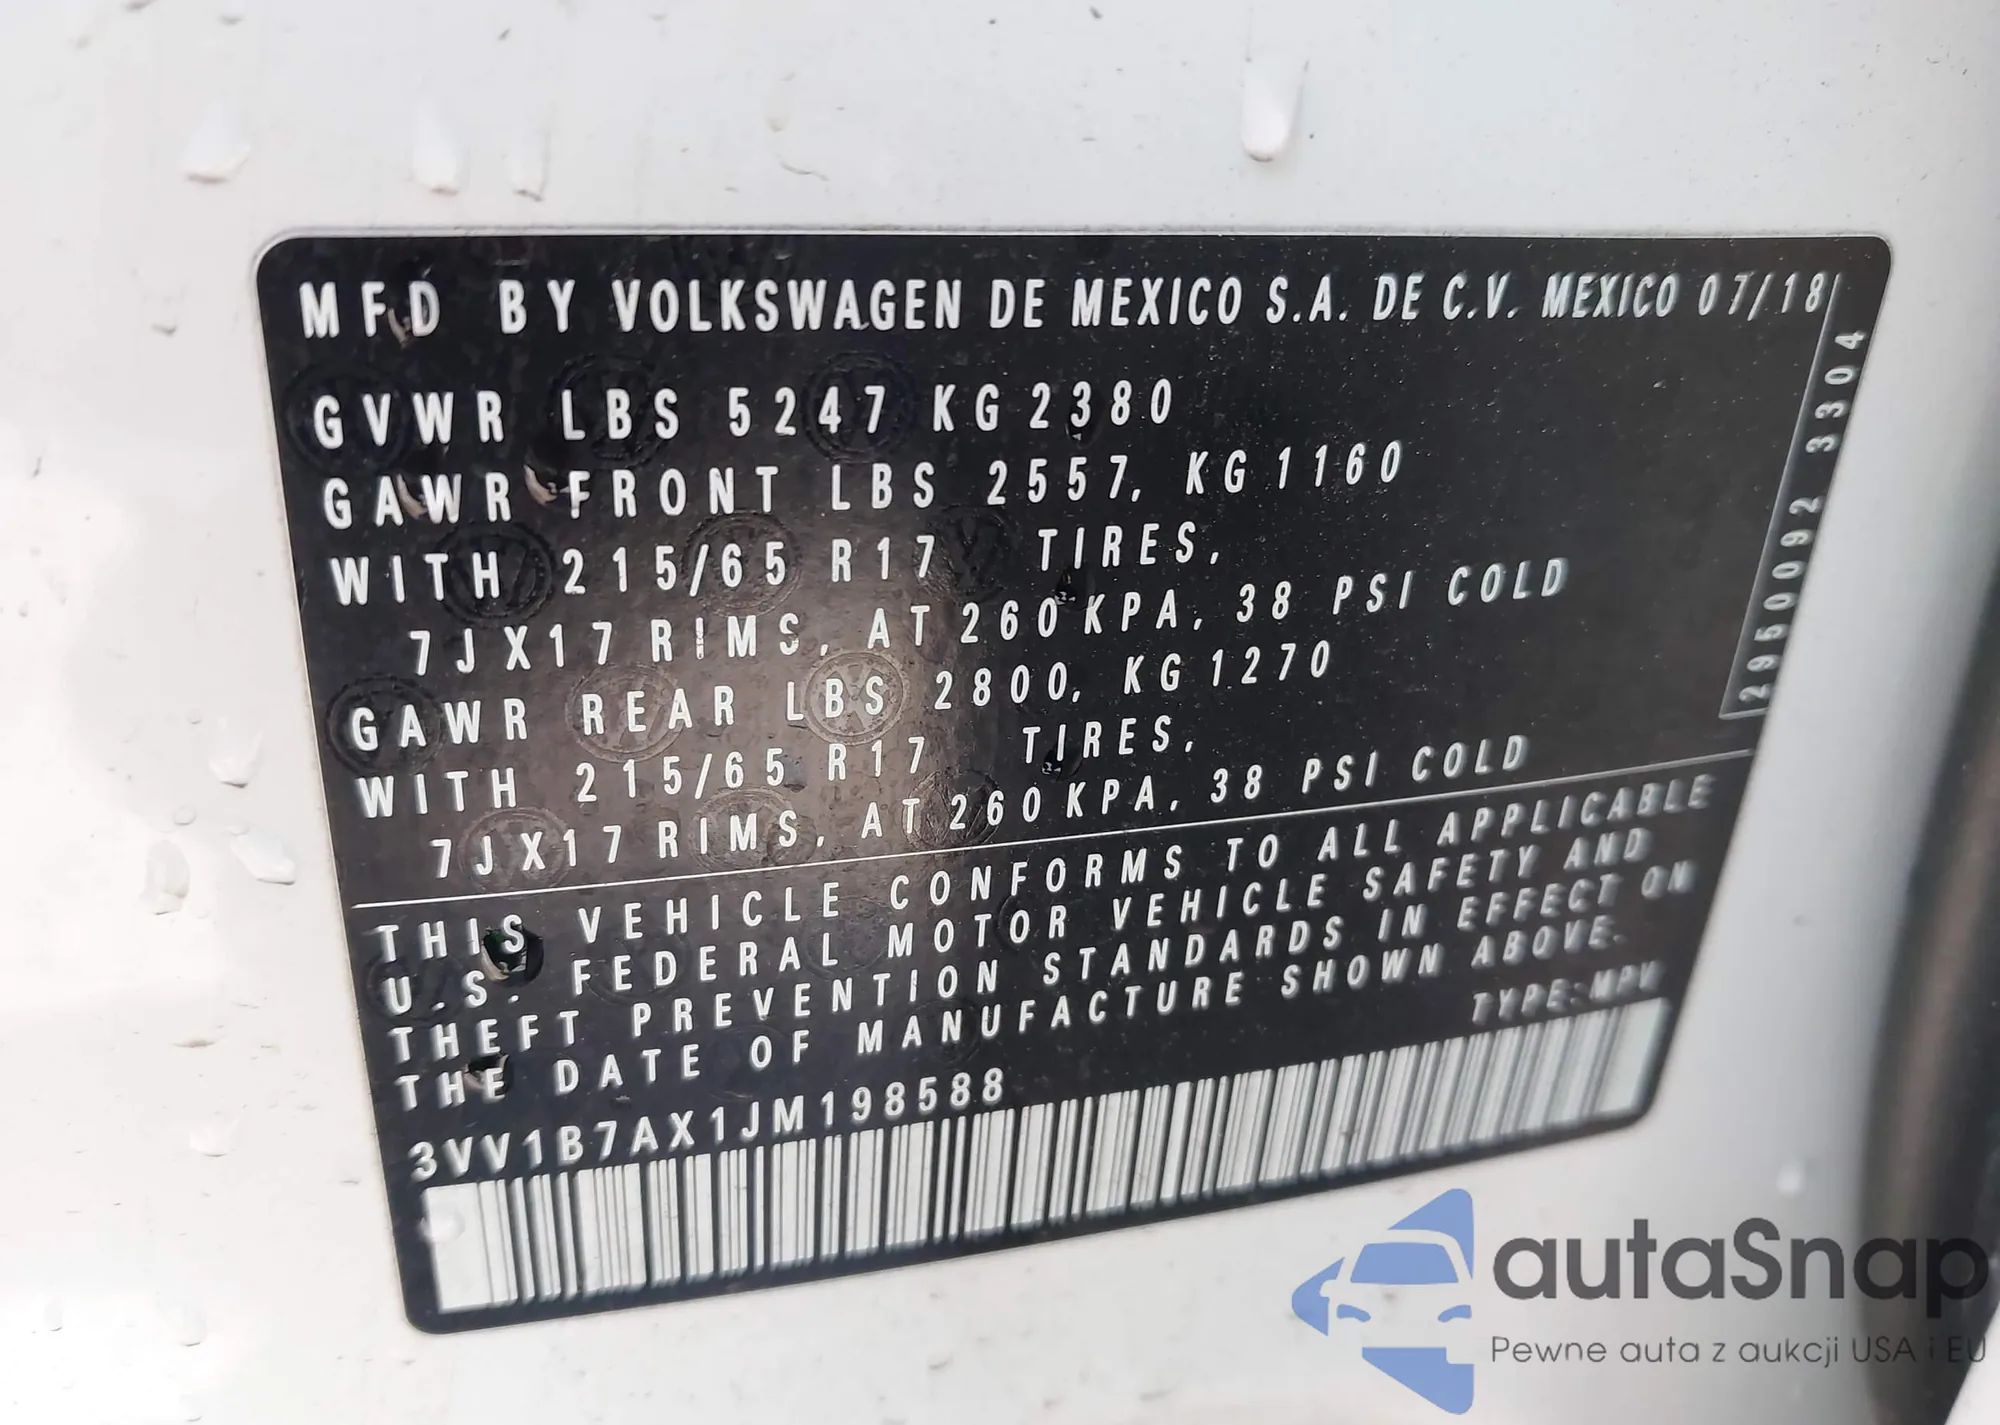 MFD BY VOLKSWAGEN DE MEXICO S.A. DE C.V. MEXICO 07/18
GVWR LBS 5247 KG 2380
GAWR FRONT LBS 2557, KG 1160
WITH 215/65 R17 TIRES,
7JX17 RIMS, AT 260 KPA, 38 PSI COLD
GAWR REAR LBS 2800, KG 1270
WITH 215/65 R17 TIRES,
7JX17 RIMS, AT 260 KPA, 38 PSI COLD
2950092 3304
THIS VEHICLE CONFORMS TO ALL APPLICABLE
U.S. FEDERAL MOTOR VEHICLE SAFETY AND
THEFT PREVENTION STANDARDS IN EFFECT ON
THE DATE OF MANUFACTURE SHOWN ABOVE.
TYPE: MPV
3VV1B7AX1JM198588
autaSnap
Pewne auta z aukcji USA i EU